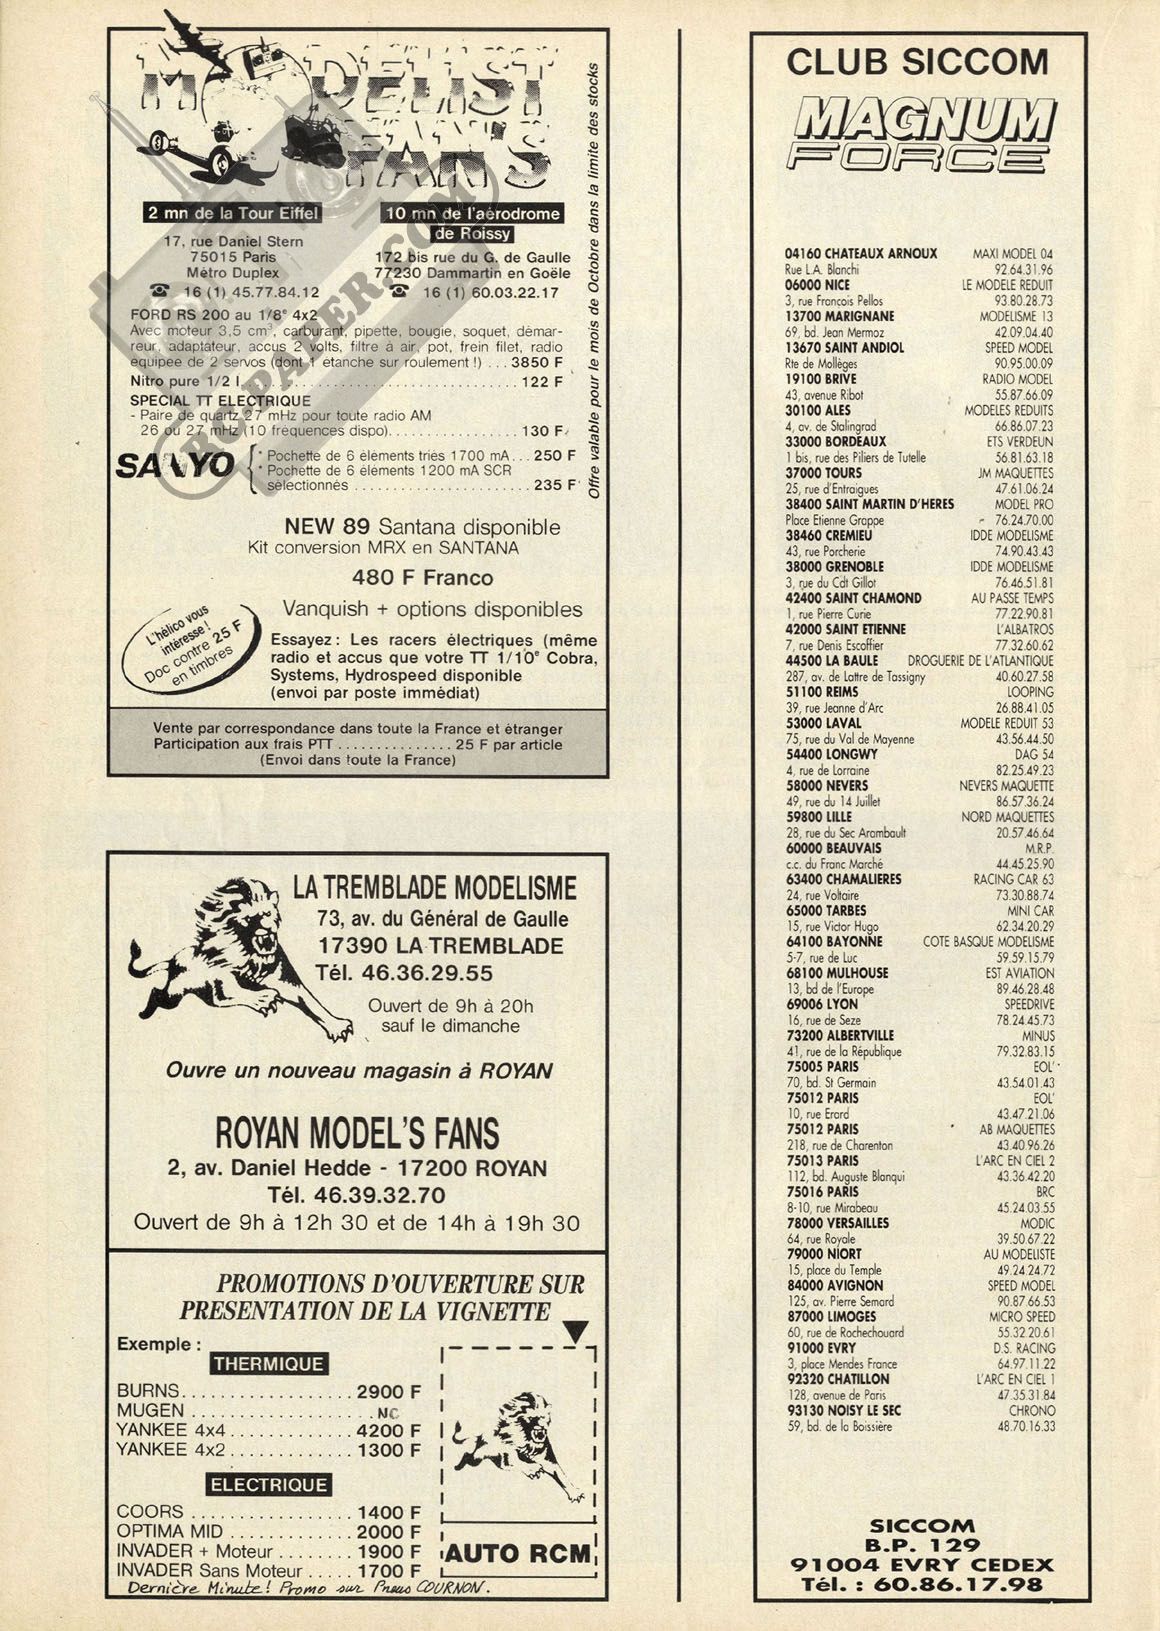 MODELIST
FAN'S
2 mn de la Tour Eiffel
17, rue Daniel Stern
75015 Paris
Métro Duplex
☎ 16 (1) 45.77.84.12
10 mn de l'aérodrome
de Roissy
172 bis rue du G. de Gaulle
77230 Dammartin en Goële
☎ 16 (1) 60.03.22.17
FORD RS 200 au 1/8e 4x2
Avec moteur 3,5 cm3, carburant, pipette, bougie, soquet, démar-
reur, adaptateur, accus 2 volts, filtre à air, pot, frein filet, radio
équipée de 2 servos (dont 1 étanche sur roulement !) ... 3850 F
Nitro pure 1/2 l. ........ 122 F
SPECIAL TT ELECTRIQUE
- Paire de quartz 27 mHz pour toute radio AM
26 ou 27 mHz (10 fréquences dispo)........ 130 F
SANYO
* Pochette de 6 éléments triés 1700 mA... 250 F
* Pochette de 6 éléments 1200 mA SCR
sélectionnés ........ 235 F
Offre valable pour le mois de Octobre dans la limite des stocks
RC-PAPER.COM
NEW 89 Santana disponible
Kit conversion MRX en SANTANA
480 F Franco
Vanquish + options disponibles
L'hélico vous
intéresse !
Doc contre 25 F
en timbres
Essayez : Les racers électriques (même
radio et accus que votre TT 1/10e Cobra,
Systems, Hydrospeed disponible
(envoi par poste immédiat)
Vente par correspondance dans toute la France et étranger
Participation aux frais PTT ............... 25 F par article
(Envoi dans toute la France)
LA TREMBLADE MODELISME
73, av. du Général de Gaulle
17390 LA TREMBLADE
Tél. 46.36.29.55
Ouvert de 9h à 20h
sauf le dimanche
Ouvre un nouveau magasin à ROYAN
ROYAN MODEL'S FANS
2, av. Daniel Hedde - 17200 ROYAN
Tél. 46.39.32.70
Ouvert de 9h à 12h 30 et de 14h à 19h 30
PROMOTIONS D'OUVERTURE SUR
PRESENTATION DE LA VIGNETTE
Exemple :
THERMIQUE
BURNS.................. 2900 F
MUGEN .................. NC
YANKEE 4x4............. 4200 F
YANKEE 4x2............. 1300 F
ELECTRIQUE
COORS .................. 1400 F
OPTIMA MID ............. 2000 F
INVADER + Moteur ........ 1900 F
INVADER Sans Moteur ..... 1700 F
Dernière Minute ! Promo sur Pneus COURNON.
AUTO RCM
CLUB SICCOM
MAGNUM
FORCE
04160 CHATEAUX ARNOUX MAXI MODEL 04
Rue L.A. Blanchi 92.64.31.96
06000 NICE LE MODELE REDUIT
3, rue Francois Pellos 93.80.28.73
13700 MARIGNANE MODELISME 13
69, bd. Jean Mermoz 42.09.04.40
13670 SAINT ANDIOL SPEED MODEL
Rte de Mollèges 90.95.00.09
19100 BRIVE RADIO MODEL
43, avenue Ribot 55.87.66.09
30100 ALES MODELES REDUITS
4, av. de Stalingrad 66.86.07.23
33000 BORDEAUX ETS VERDEUN
1 bis, rue des Piliers de Tutelle 56.81.63.18
37000 TOURS JM MAQUETTES
25, rue d'Entraigues 47.61.06.24
38400 SAINT MARTIN D'HERES MODEL PRO
Place Etienne Grappe 76.24.70.00
38460 CREMIEU IDDE MODELISME
43, rue Porcherie 74.90.43.43
38000 GRENOBLE IDDE MODELISME
3, rue du Cdt Gillot 76.46.51.81
42400 SAINT CHAMOND AU PASSE TEMPS
1, rue Pierre Curie 77.22.90.81
42000 SAINT ETIENNE L'ALBATROS
7, rue Denis Escoffier 77.32.60.62
44500 LA BAULE DROGUERIE DE L'ATLANTIQUE
287, av. de Lattre de Tassigny 40.60.27.58
51100 REIMS LOOPING
39, rue Jeanne d'Arc 26.88.41.05
53000 LAVAL MODELE REDUIT 53
75, rue du Val de Mayenne 43.56.44.50
54400 LONGWY DAG 54
4, rue de Lorraine 82.25.49.23
58000 NEVERS NEVERS MAQUETTE
49, rue du 14 Juillet 86.57.36.24
59800 LILLE NORD MAQUETTES
28, rue du Sec Arambault 20.57.46.64
60000 BEAUVAIS M.R.P.
c.c. du Franc Marché 44.45.25.90
63400 CHAMALIERES RACING CAR 63
24, rue Voltaire 73.30.88.74
65000 TARBES MINI CAR
15, rue Victor Hugo 62.34.20.29
64100 BAYONNE COTE BASQUE MODELISME
5-7, rue de Luc 59.59.15.79
68100 MULHOUSE EST AVIATION
13, bd de l'Europe 89.46.28.48
69006 LYON SPEEDRIVE
16, rue de Seze 78.24.45.73
73200 ALBERTVILLE MINUS
41, rue de la République 79.32.83.15
75005 PARIS EOL'
70, bd. St Germain 43.54.01.43
75012 PARIS EOL'
10, rue Erard 43.47.21.06
75012 PARIS AB MAQUETTES
218, rue de Charenton 43.40.96.26
75013 PARIS L'ARC EN CIEL 2
112, bd. Auguste Blanqui 43.36.42.20
75016 PARIS BRC
8-10, rue Mirabeau 45.24.03.55
78000 VERSAILLES MODIC
64, rue Royale 39.50.67.22
79000 NIORT AU MODELISTE
15, place du Temple 49.24.24.72
84000 AVIGNON SPEED MODEL
125, av. Pierre Semard 90.87.66.53
87000 LIMOGES MICRO SPEED
60, rue de Rochechouard 55.32.20.61
91000 EVRY D.S. RACING
3, place Mendes France 64.97.11.22
92320 CHATILLON L'ARC EN CIEL 1
128, avenue de Paris 47.35.31.84
93130 NOISY LE SEC CHRONO
59, bd. de la Boissière 48.70.16.33
SICCOM
B.P. 129
91004 EVRY CEDEX
Tél. : 60.86.17.98